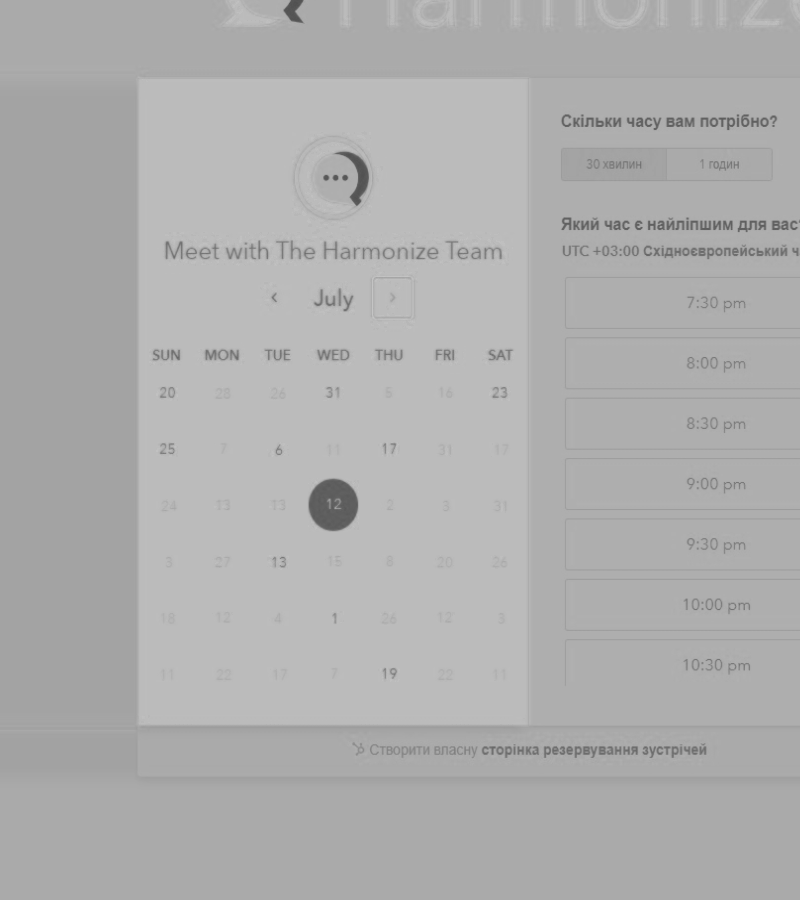 Harmonize
Meet with The Harmonize Team
July
SUN MON TUE WED THU FRI SAT
20 28 26 31 5 16 23
25 7 6 11 17 31 17
24 13 13 12 2 3 31
3 27 13 15 8 20 26
18 12 4 1 26 12 3
11 22 17 7 19 22 11
Скільки часу вам потрібно?
30 хвилин 1 годин
Який час є найліпшим для вас?
UTC +03:00 Східноєвропейський ч
7:30 pm
8:00 pm
8:30 pm
9:00 pm
9:30 pm
10:00 pm
10:30 pm
Створити власну сторінка резервування зустрічей